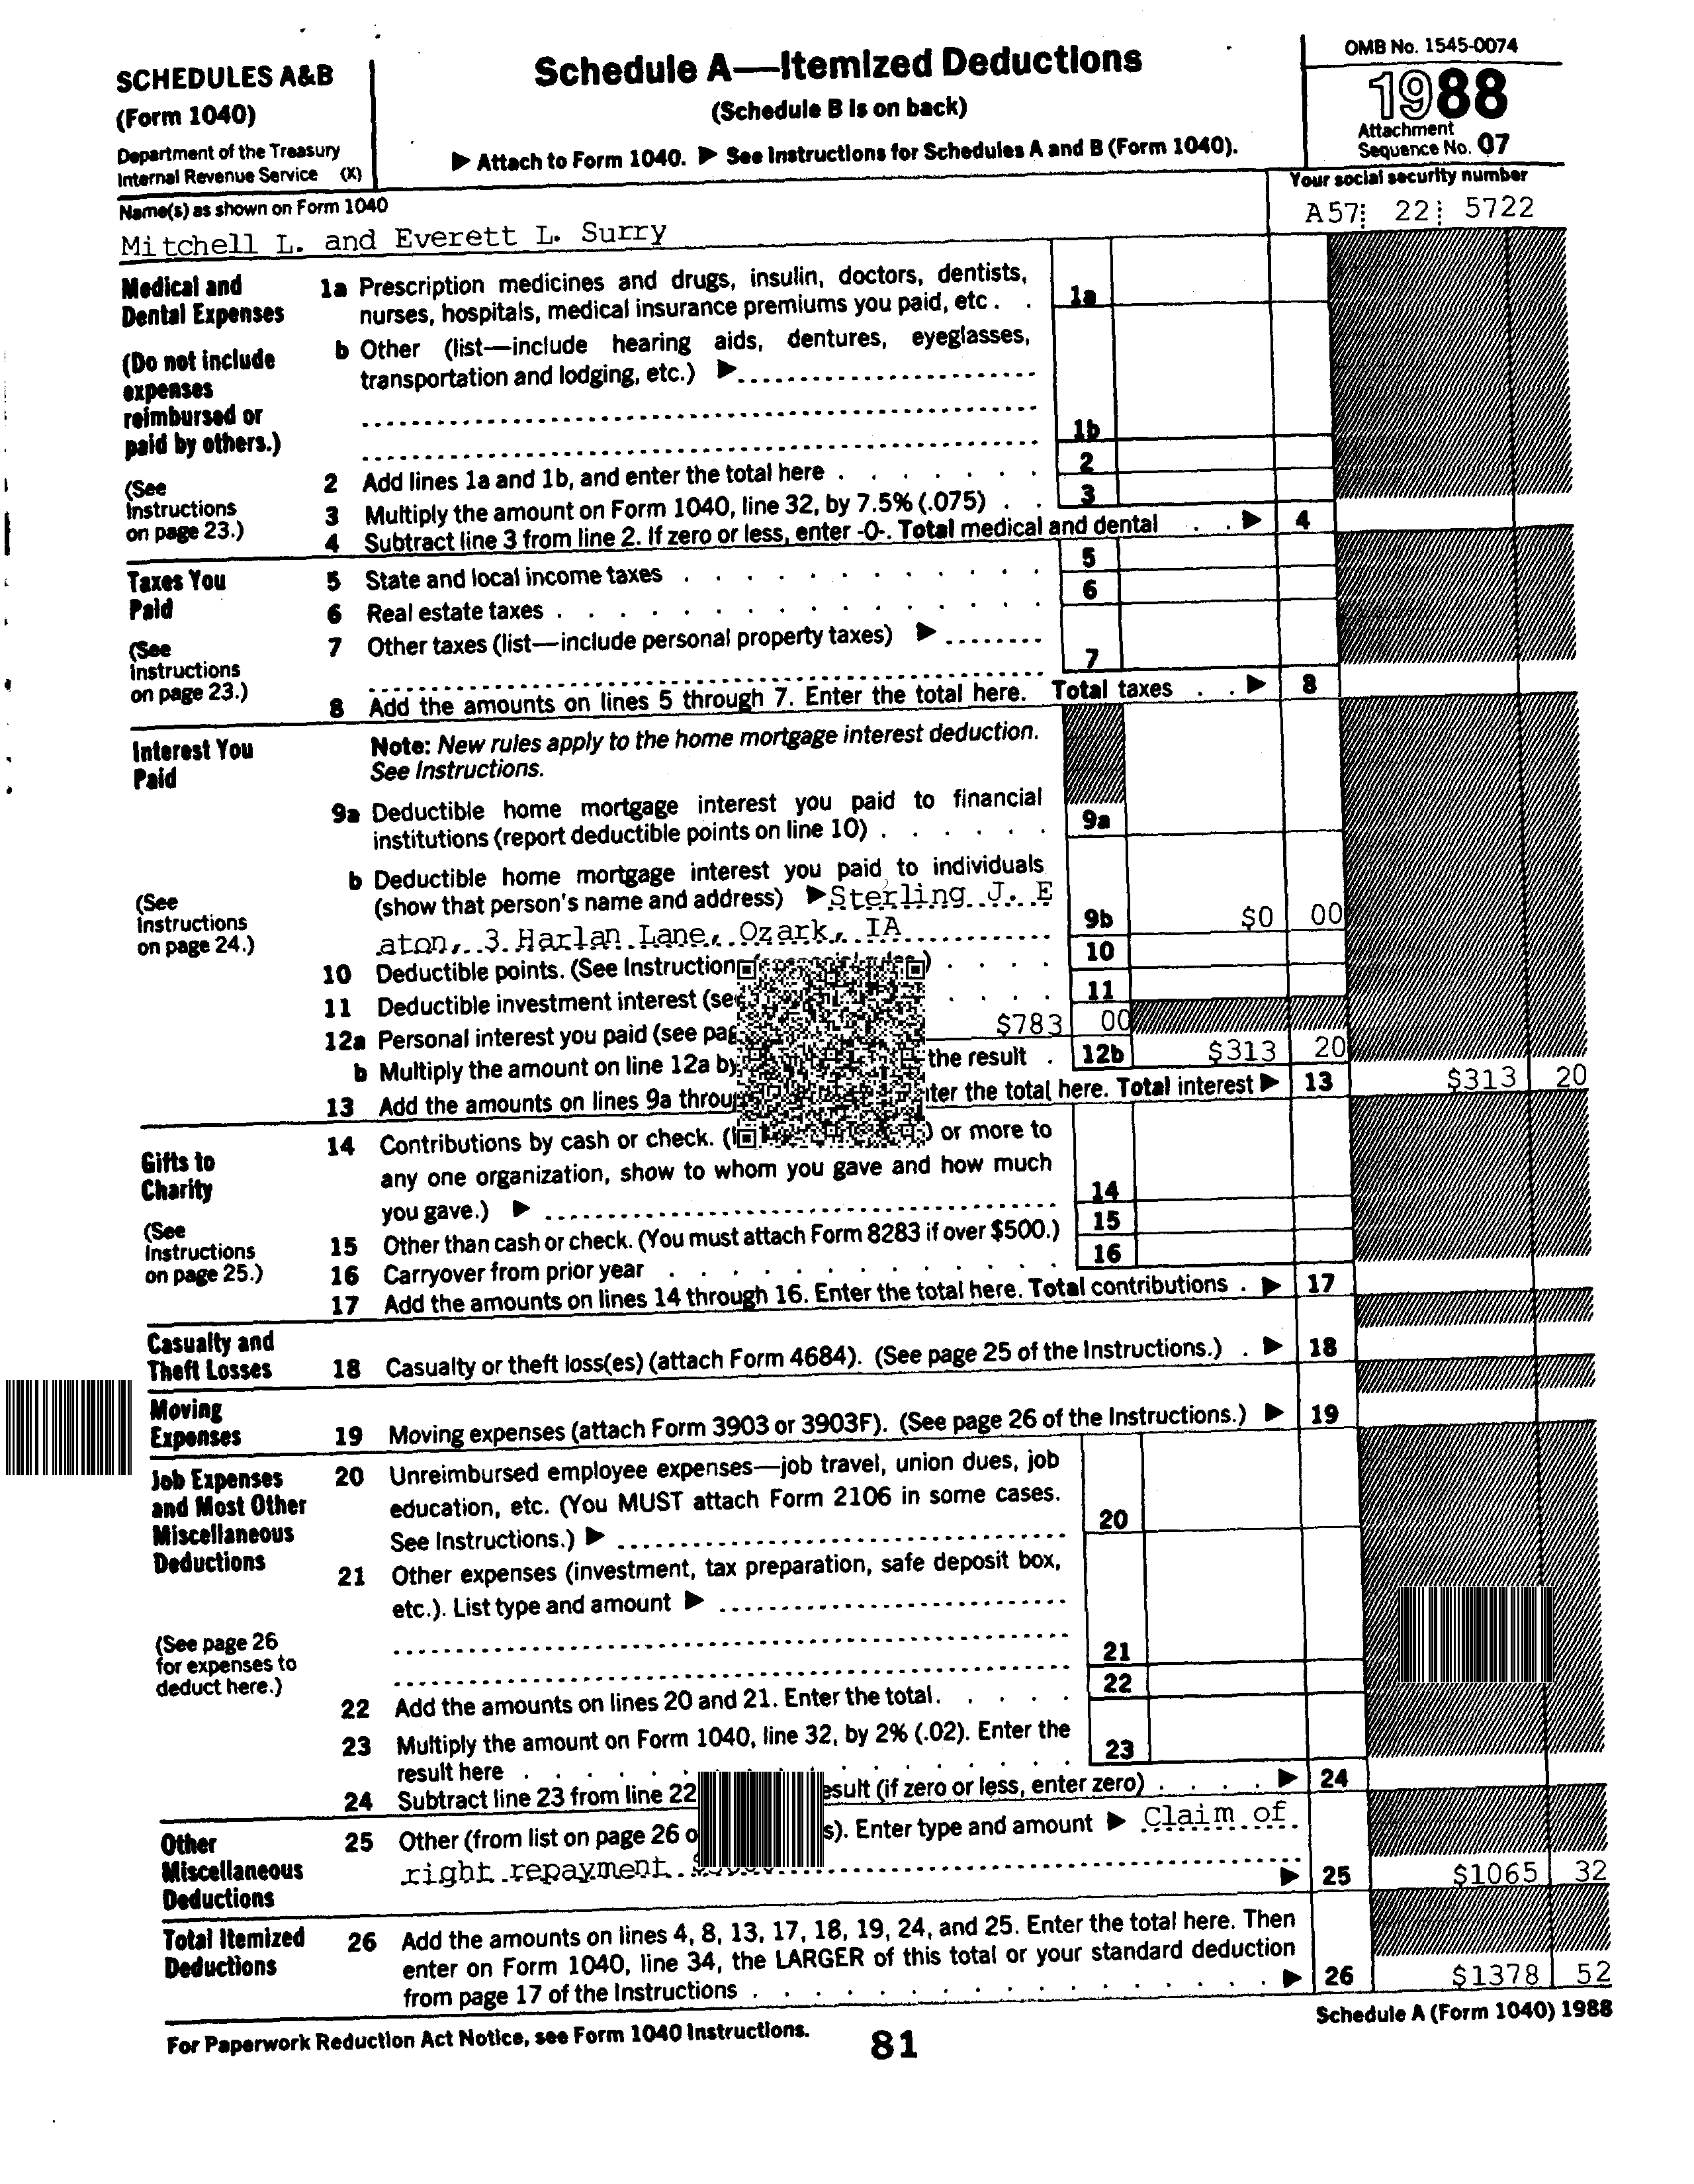 SCHEDULES A&B
(Form 1040)
Department of the Treasury
Internal Revenue Service (X)
Schedule A—Itemized Deductions
(Schedule B is on back)
▶ Attach to Form 1040. ▶ See Instructions for Schedules A and B (Form 1040).
OMB No. 1545-0074
1988
Attachment
Sequence No. 07
Name(s) as shown on Form 1040
Mitchell L. and Everett L. Surry
Your social security number
A57 22 5722
Medical and
Dental Expenses
(Do not include
expenses
reimbursed or
paid by others.)
(See
Instructions
on page 23.)
1a Prescription medicines and drugs, insulin, doctors, dentists,
nurses, hospitals, medical insurance premiums you paid, etc . . 1a
b Other (list—include hearing aids, dentures, eyeglasses,
transportation and lodging, etc.) ▶
1b
2 Add lines 1a and 1b, and enter the total here . . . . . . . 2
3 Multiply the amount on Form 1040, line 32, by 7.5% (.075) . . 3
4 Subtract line 3 from line 2. If zero or less, enter -0-. Total medical and dental . . ▶ 4
Taxes You
Paid
(See
Instructions
on page 23.)
5 State and local income taxes . . . . . . . . . . . . 5
6 Real estate taxes . . . . . . . . . . . . . . . . 6
7 Other taxes (list—include personal property taxes) ▶
7
8 Add the amounts on lines 5 through 7. Enter the total here. Total taxes . . ▶ 8
Interest You
Paid
(See
Instructions
on page 24.)
Note: New rules apply to the home mortgage interest deduction.
See Instructions.
9a Deductible home mortgage interest you paid to financial
institutions (report deductible points on line 10) . . . . . . 9a
b Deductible home mortgage interest you paid to individuals
(show that person's name and address) ▶ Sterling J. E
aton, 3 Harlan Lane, Ozark, IA 9b $0 00
10 Deductible points. (See Instruction . . . . 10
11 Deductible investment interest (see . . . . 11
12a Personal interest you paid (see pag $783 00
b Multiply the amount on line 12a by the result . 12b $313 20
13 Add the amounts on lines 9a throu ter the total here. Total interest ▶ 13 $313 20
Gifts to
Charity
(See
Instructions
on page 25.)
14 Contributions by cash or check. ( ) or more to
any one organization, show to whom you gave and how much
you gave.) ▶ 14
15 Other than cash or check. (You must attach Form 8283 if over $500.) 15
16 Carryover from prior year . . . . . . . . . . . . . 16
17 Add the amounts on lines 14 through 16. Enter the total here. Total contributions . ▶ 17
Casualty and
Theft Losses
18 Casualty or theft loss(es) (attach Form 4684). (See page 25 of the Instructions.) . ▶ 18
Moving
Expenses
19 Moving expenses (attach Form 3903 or 3903F). (See page 26 of the Instructions.) ▶ 19
Job Expenses
and Most Other
Miscellaneous
Deductions
(See page 26
for expenses to
deduct here.)
20 Unreimbursed employee expenses—job travel, union dues, job
education, etc. (You MUST attach Form 2106 in some cases.
See Instructions.) ▶ 20
21 Other expenses (investment, tax preparation, safe deposit box,
etc.). List type and amount ▶
21
22 Add the amounts on lines 20 and 21. Enter the total. . . . . 22
23 Multiply the amount on Form 1040, line 32, by 2% (.02). Enter the
result here . . . . . . . . . . . . . . . . 23
24 Subtract line 23 from line 22 esult (if zero or less, enter zero) . . . . ▶ 24
Other
Miscellaneous
Deductions
25 Other (from list on page 26 o s). Enter type and amount ▶ Claim of
right repayment
▶ 25 $1065 32
Total Itemized
Deductions
26 Add the amounts on lines 4, 8, 13, 17, 18, 19, 24, and 25. Enter the total here. Then
enter on Form 1040, line 34, the LARGER of this total or your standard deduction
from page 17 of the Instructions . . . . . . . . . . . . . ▶ 26 $1378 52
For Paperwork Reduction Act Notice, see Form 1040 Instructions.
81
Schedule A (Form 1040) 1988